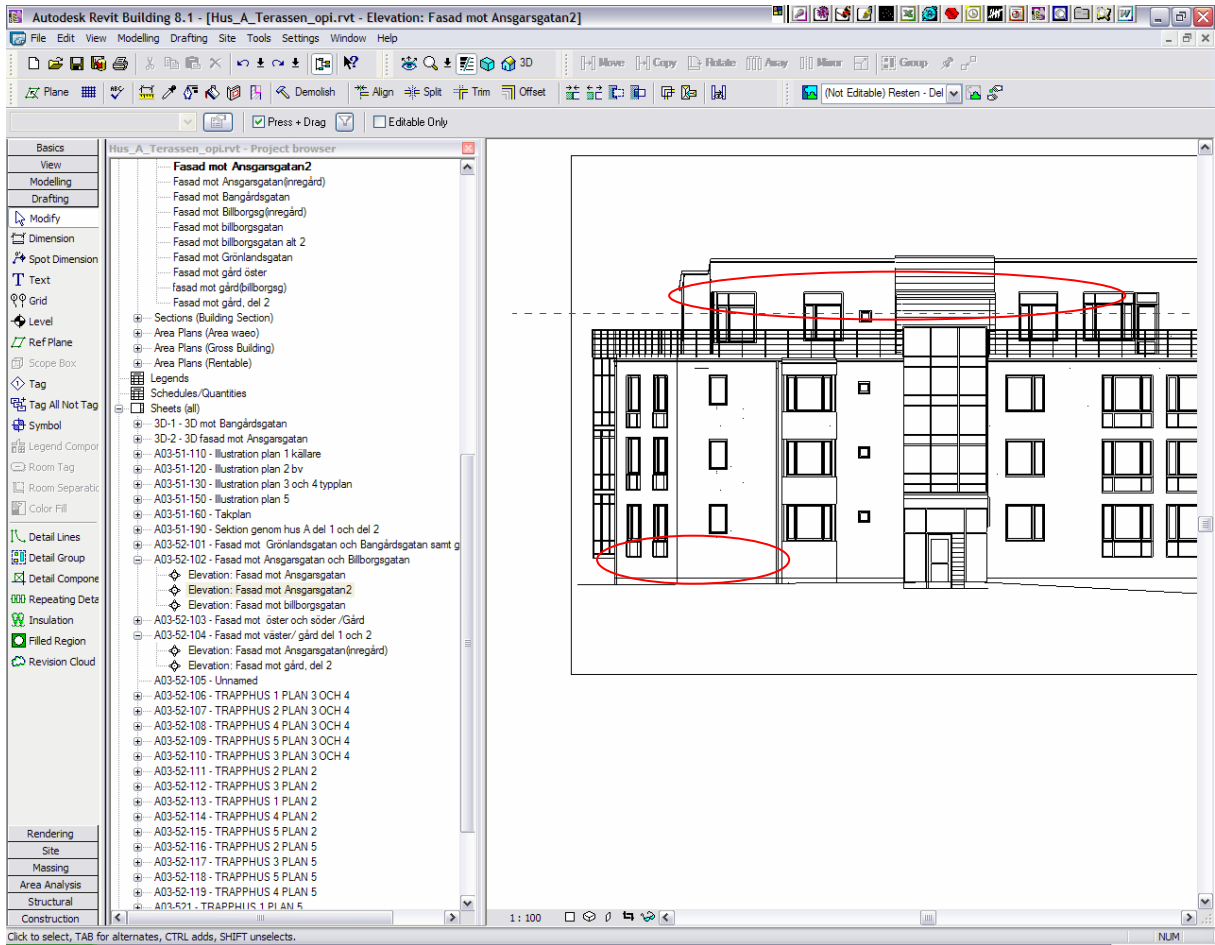 Autodesk Revit Building 8.1 - [Hus_A_Terassen_opi.rvt - Elevation: Fasad mot Ansgarsgatan2]
File Edit View Modelling Drafting Site Tools Settings Window Help
3D Move Copy Rotate Array Mirror Group
Plane Demolish Align Split Trim Offset (Not Editable) Resten - Del
Press + Drag Editable Only
Basics
View
Modelling
Drafting
Modify
Dimension
Spot Dimension
Text
Grid
Level
Ref Plane
Scope Box
Tag
Tag All Not Tag
Symbol
Legend Compor
Room Tag
Room Separatic
Color Fill
Detail Lines
Detail Group
Detail Compone
Repeating Deta
Insulation
Filled Region
Revision Cloud
Rendering
Site
Massing
Area Analysis
Structural
Construction
Hus_A_Terassen_opi.rvt - Project browser
Fasad mot Ansgarsgatan2
Fasad mot Ansgarsgatan(inregård)
Fasad mot Bangårdsgatan
Fasad mot Billborgsg(inregård)
Fasad mot billborgsgatan
Fasad mot billborgsgatan alt 2
Fasad mot Grönlandsgatan
Fasad mot gård öster
fasad mot gård(billborgsg)
Fasad mot gård, del 2
Sections (Building Section)
Area Plans (Area waeo)
Area Plans (Gross Building)
Area Plans (Rentable)
Legends
Schedules/Quantities
Sheets (all)
3D-1 - 3D mot Bangårdsgatan
3D-2 - 3D fasad mot Ansgarsgatan
A03-51-110 - Illustration plan 1 källare
A03-51-120 - Illustration plan 2 bv
A03-51-130 - Illustration plan 3 och 4 typplan
A03-51-150 - Illustration plan 5
A03-51-160 - Takplan
A03-51-190 - Sektion genom hus A del 1 och del 2
A03-52-101 - Fasad mot Grönlandsgatan och Bangårdsgatan samt g
A03-52-102 - Fasad mot Ansgarsgatan och Billborgsgatan
Elevation: Fasad mot Ansgarsgatan
Elevation: Fasad mot Ansgarsgatan2
Elevation: Fasad mot billborgsgatan
A03-52-103 - Fasad mot öster och söder /Gård
A03-52-104 - Fasad mot väster/ gård del 1 och 2
Elevation: Fasad mot Ansgarsgatan(inregård)
Elevation: Fasad mot gård, del 2
A03-52-105 - Unnamed
A03-52-106 - TRAPPHUS 1 PLAN 3 OCH 4
A03-52-107 - TRAPPHUS 2 PLAN 3 OCH 4
A03-52-108 - TRAPPHUS 4 PLAN 3 OCH 4
A03-52-109 - TRAPPHUS 5 PLAN 3 OCH 4
A03-52-110 - TRAPPHUS 3 PLAN 3 OCH 4
A03-52-111 - TRAPPHUS 2 PLAN 2
A03-52-112 - TRAPPHUS 3 PLAN 2
A03-52-113 - TRAPPHUS 1 PLAN 2
A03-52-114 - TRAPPHUS 4 PLAN 2
A03-52-115 - TRAPPHUS 5 PLAN 2
A03-52-116 - TRAPPHUS 2 PLAN 5
A03-52-117 - TRAPPHUS 3 PLAN 5
A03-52-118 - TRAPPHUS 5 PLAN 5
A03-52-119 - TRAPPHUS 4 PLAN 5
A03-521 - TRAPPHUS 1 PLAN 5
1 : 100
Click to select, TAB for alternates, CTRL adds, SHIFT unselects.
NUM